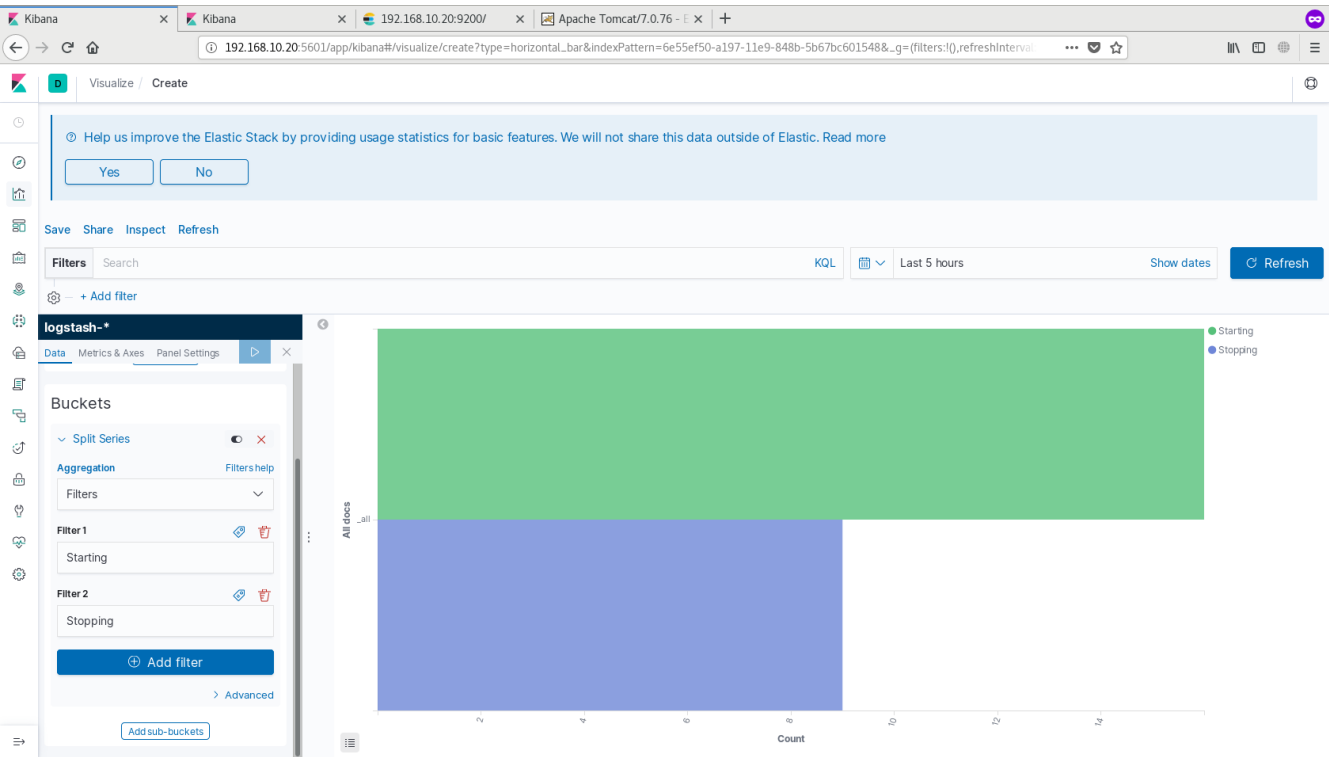 Kibana
Kibana
192.168.10.20:9200/
Apache Tomcat/7.0.76 - E
192.168.10.20:5601/app/kibana#/visualize/create?type=horizontal_bar&indexPattern=6e55ef50-a197-11e9-848b-5b67bc601548&_g=(filters:!(),refreshInterval
D
Visualize / Create
Help us improve the Elastic Stack by providing usage statistics for basic features. We will not share this data outside of Elastic. Read more
Yes
No
Save Share Inspect Refresh
Filters Search KQL
Last 5 hours Show dates
Refresh
+ Add filter
logstash-*
Data Metrics & Axes Panel Settings
Buckets
Split Series
Aggregation Filters help
Filters
Filter 1
Starting
Filter 2
Stopping
Add filter
Advanced
Add sub-buckets
All docs
_all
2 4 6 8 10 12 14
Count
Starting
Stopping